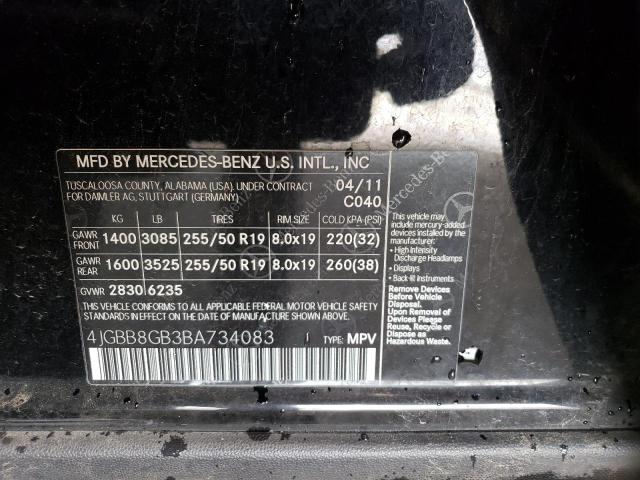 MFD BY MERCEDES-BENZ U.S. INTL., INC
TUSCALOOSA COUNTY, ALABAMA (USA). UNDER CONTRACT
FOR DAIMLER AG, STUTTGART (GERMANY)
04/11
C040
KG LB TIRES RIM SIZE COLD KPA (PSI)
GAWR FRONT 1400 3085 255/50 R19 8.0x19 220(32)
GAWR REAR 1600 3525 255/50 R19 8.0x19 260(38)
GVWR 2830 6235
THIS VEHICLE CONFORMS TO ALL APPLICABLE FEDERAL MOTOR VEHICLE SAFETY
STANDARDS IN EFFECT ON THE DATE OF MANUFACTURE SHOWN ABOVE.
4JGBB8GB3BA734083 TYPE: MPV
This vehicle may
include mercury-added
devices installed by the
manufacturer:
• High Intensity
Discharge Headlamps
• Displays
• Back-lit Instruments
Remove Devices
Before Vehicle
Disposal.
Upon Removal of
Devices Please
Reuse, Recycle or
Dispose as
Hazardous Waste.